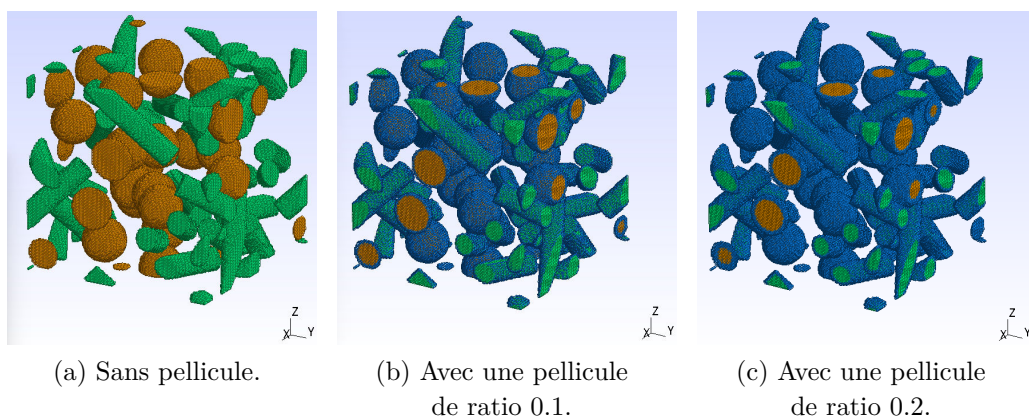 Z
X Y
Z
X Y
Z
X Y
(a) Sans pellicule.
(b) Avec une pellicule
de ratio 0.1.
(c) Avec une pellicule
de ratio 0.2.